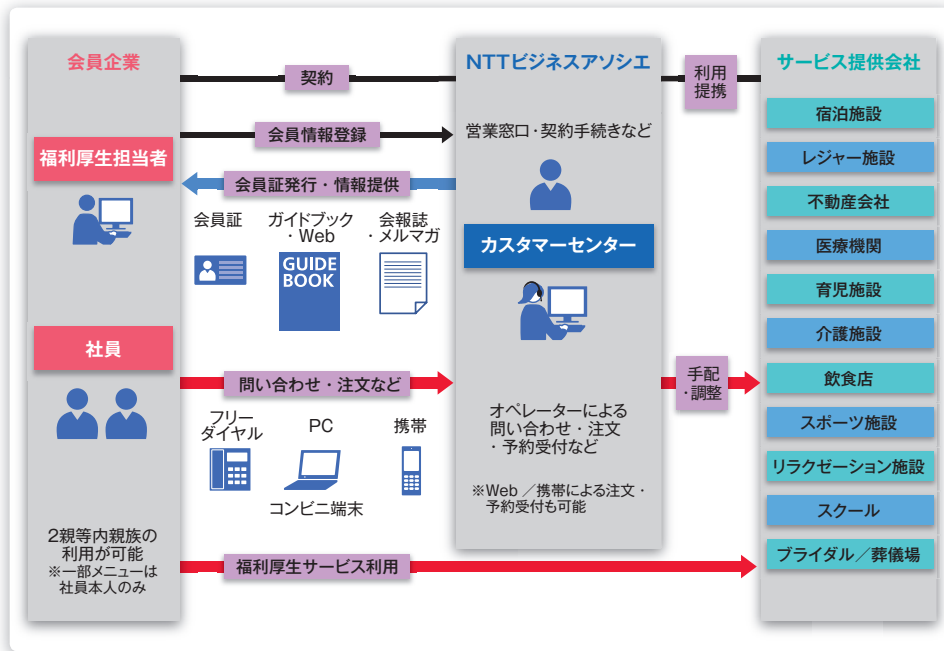 会員企業
福利厚生担当者
社員
2親等内親族の
利用が可能
※一部メニューは
社員本人のみ
契約
会員情報登録
会員証発行・情報提供
会員証
ガイドブック
・Web
会報誌
・メルマガ
GUIDE
BOOK
問い合わせ・注文など
フリー
ダイヤル
PC
携帯
コンビニ端末
福利厚生サービス利用
NTTビジネスアソシエ
営業窓口・契約手続きなど
カスタマーセンター
オペレーターによる
問い合わせ・注文
・予約受付など
※Web／携帯による注文・
予約受付も可能
利用
提携
手配
・調整
サービス提供会社
宿泊施設
レジャー施設
不動産会社
医療機関
育児施設
介護施設
飲食店
スポーツ施設
リラクゼーション施設
スクール
ブライダル／葬儀場